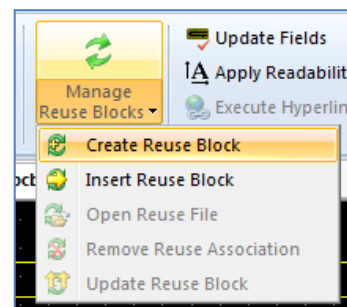 Update Fields
Manage
Reuse Blocks
A Apply Readabilit
Execute Hyperlin
Create Reuse Block
pct
Insert Reuse Block
Open Reuse File
Remove Reuse Association
Update Reuse Block